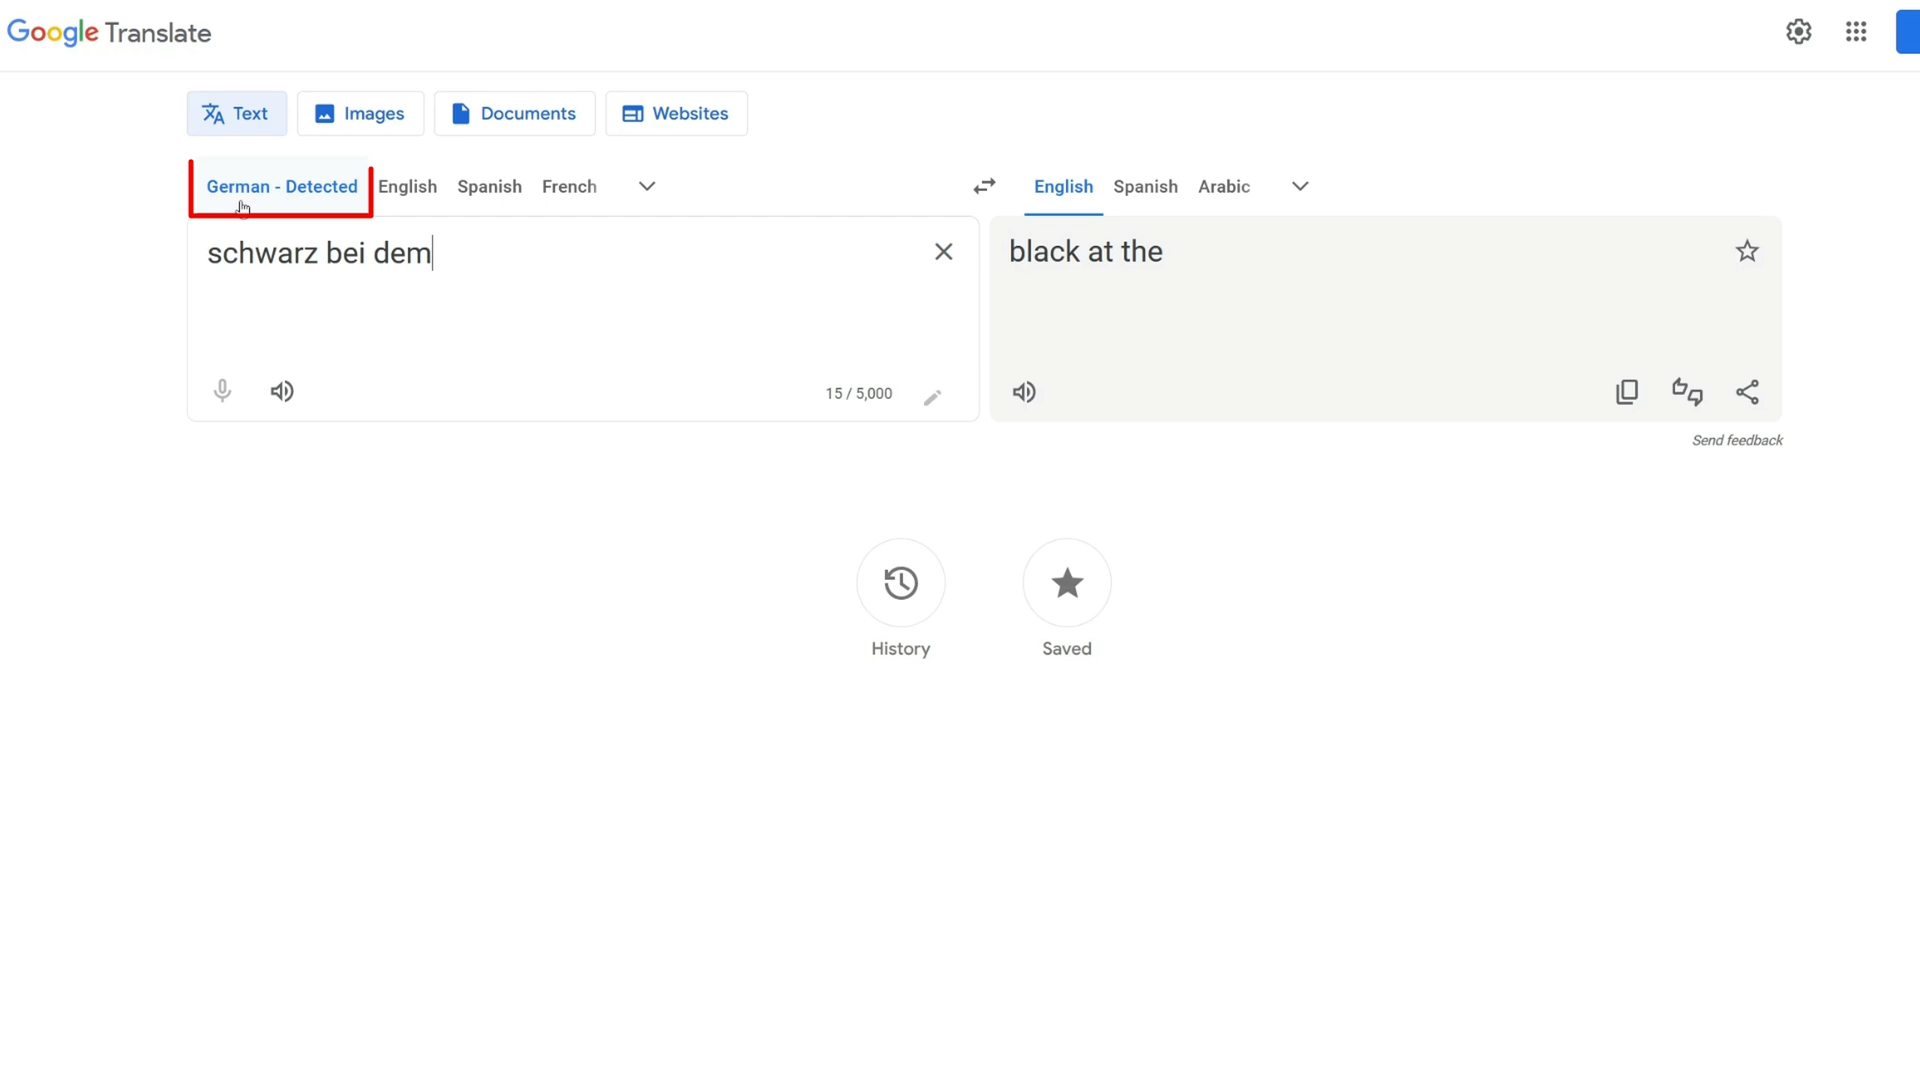 Google Translate
Text Images Documents Websites
German - Detected English Spanish French English Spanish Arabic
schwarz bei dem
black at the
15 / 5,000
Send feedback
History Saved